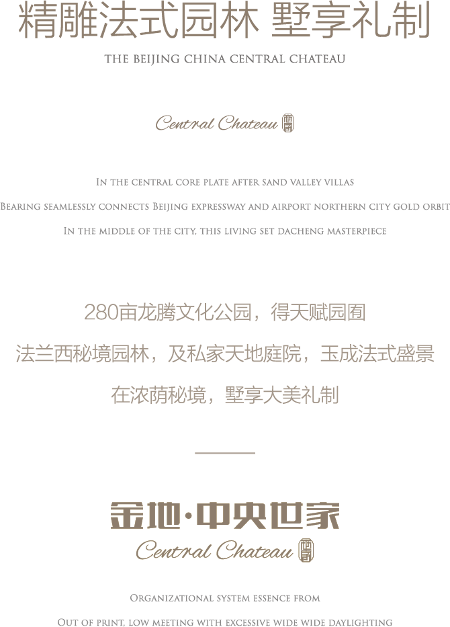 精雕法式园林 墅享礼制
THE BEIJING CHINA CENTRAL CHATEAU
Central Chateau
IN THE CENTRAL CORE PLATE AFTER SAND VALLEY VILLAS
BEARING SEAMLESSLY CONNECTS BEIJING EXPRESSWAY AND AIRPORT NORTHERN CITY GOLD ORBIT
IN THE MIDDLE OF THE CITY, THIS LIVING SET DACHENG MASTERPIECE
280亩龙腾文化公园，得天赋园囿
法兰西秘境园林，及私家天地庭院，玉成法式盛景
在浓荫秘境，墅享大美礼制
金地·中央世家
Central Chateau
ORGANIZATIONAL SYSTEM ESSENCE FROM
OUT OF PRINT, LOW MEETING WITH EXCESSIVE WIDE WIDE DAYLIGHTING